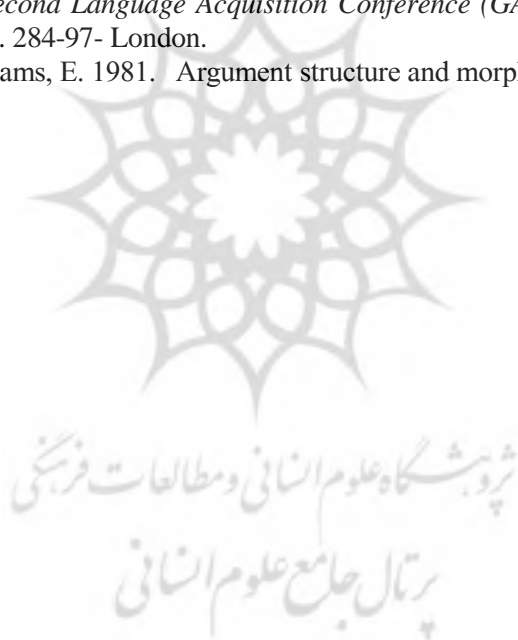 econd Language Acquisition Conference (GA
. 284-97- London.
ams, E. 1981. Argument structure and morph
پژوهشگاه علوم انسانی و مطالعات فرهنگی
پرتال جامع علوم انسانی